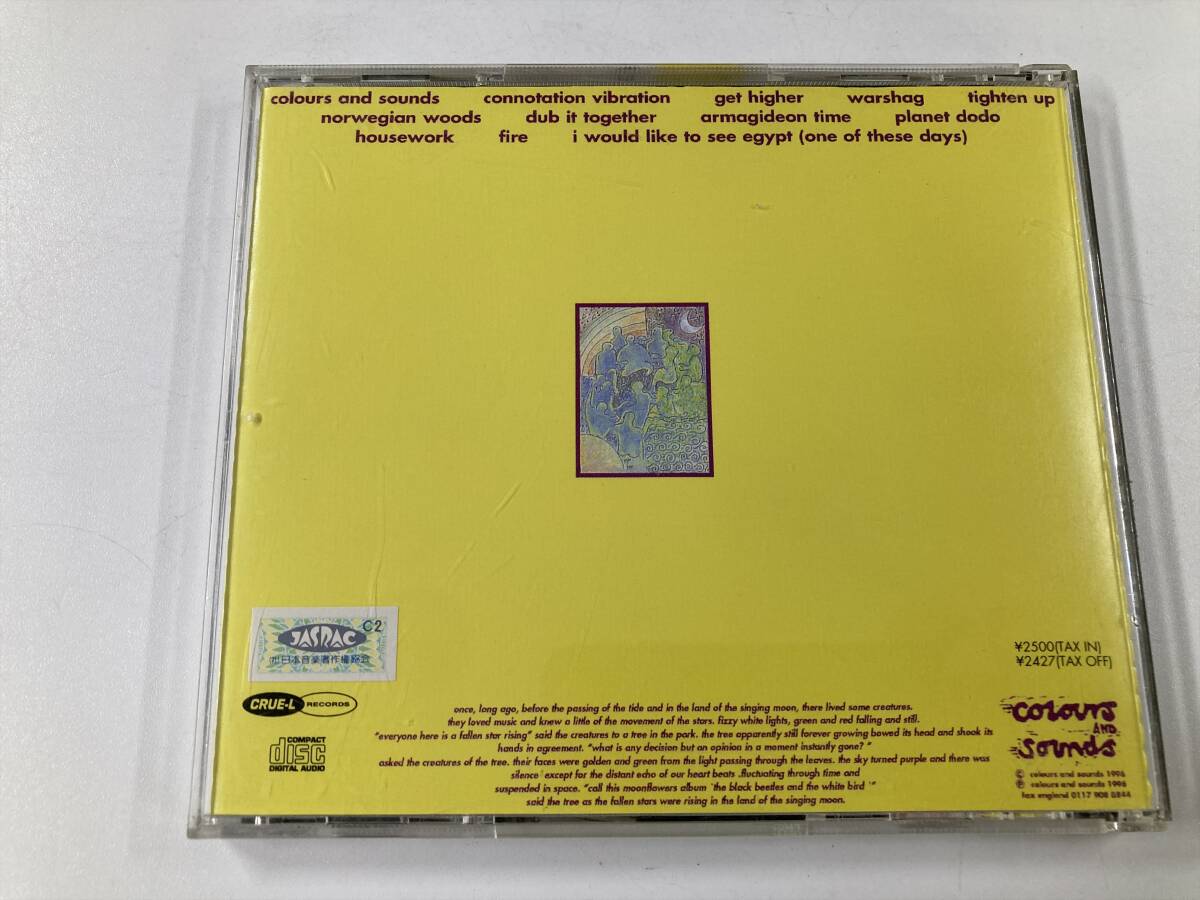 colours and sounds connotation vibration get higher warshag tighten up
norwegian woods dub it together armagideon time planet dodo
housework fire i would like to see egypt (one of these days)
C2
JASRAC
(社)日本音楽著作権協会
¥2500(TAX IN)
¥2427(TAX OFF)
CRUE-L RECORDS
COMPACT
disc
DIGITAL AUDIO
once, long ago, before the passing of the tide and in the land of the singing moon, there lived some creatures.
they loved music and knew a little of the movement of the stars. fizzy white lights, green and red falling and still.
"everyone here is a fallen star rising" said the creatures to a tree in the park. the tree apparently still forever growing bowed its head and shook its
hands in agreement. "what is any decision but an opinion in a moment instantly gone? "
asked the creatures of the tree. their faces were golden and green from the light passing through the leaves. the sky turned purple and there was
silence except for the distant echo of our heart beats .fluctuating through time and
suspended in space. "call this moonflowers album 'the black beetles and the white bird '"
said the tree as the fallen stars were rising in the land of the singing moon.
colours
AND
sounds
© colours and sounds 1996
℗ colours and sounds 1996
fax england 0117 908 0244